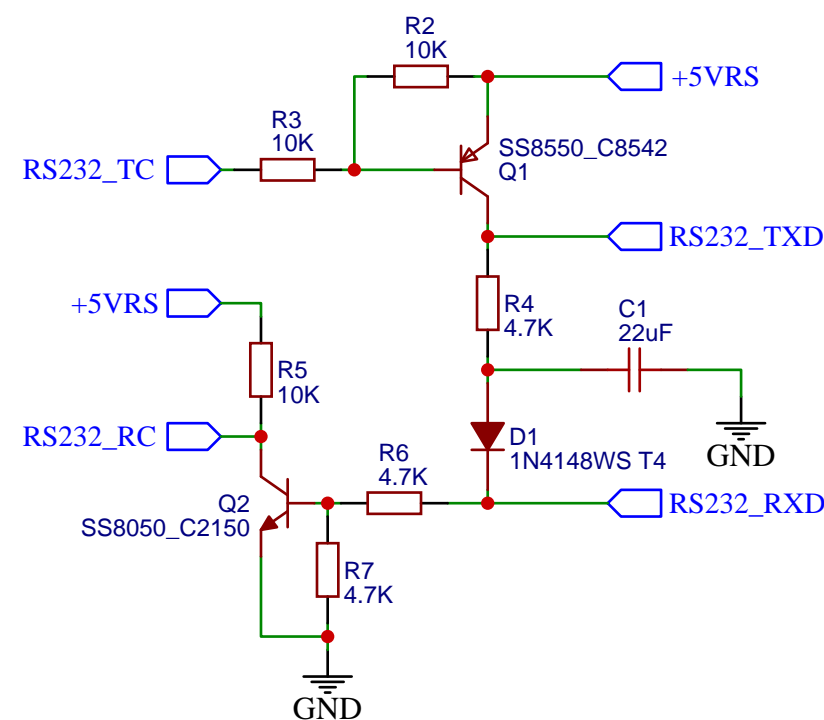 R2
10K
+5VRS
R3
10K
SS8550_C8542
Q1
RS232_TC
RS232_TXD
+5VRS
R4
4.7K
C1
22uF
R5
10K
RS232_RC
D1
1N4148WS T4
GND
R6
4.7K
Q2
SS8050_C2150
RS232_RXD
R7
4.7K
GND